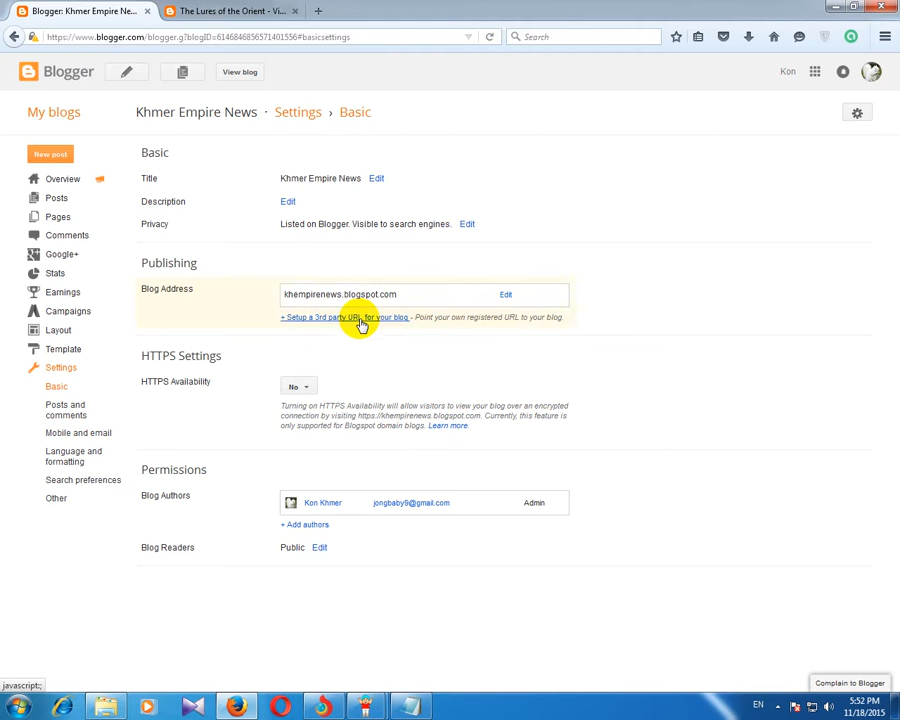 Blogger: Khmer Empire Ne...
The Lures of the Orient - Vi...
https://www.blogger.com/blogger.g?blogID=6146846856571401556#basicsettings
Search
Blogger
View blog
Kon
My blogs
Khmer Empire News · Settings › Basic
New post
Overview
Posts
Pages
Comments
Google+
Stats
Earnings
Campaigns
Layout
Template
Settings
Basic
Posts and
comments
Mobile and email
Language and
formatting
Search preferences
Other
Basic
Title Khmer Empire News Edit
Description Edit
Privacy Listed on Blogger. Visible to search engines. Edit
Publishing
Blog Address khempirenews.blogspot.com Edit
+ Setup a 3rd party URL for your blog - Point your own registered URL to your blog.
HTTPS Settings
HTTPS Availability No
Turning on HTTPS Availability will allow visitors to view your blog over an encrypted
connection by visiting https://khempirenews.blogspot.com. Currently, this feature is
only supported for Blogspot domain blogs. Learn more.
Permissions
Blog Authors Kon Khmer jongbaby9@gmail.com Admin
+ Add authors
Blog Readers Public Edit
javascript:;
Complain to Blogger
EN
5:52 PM
11/18/2015